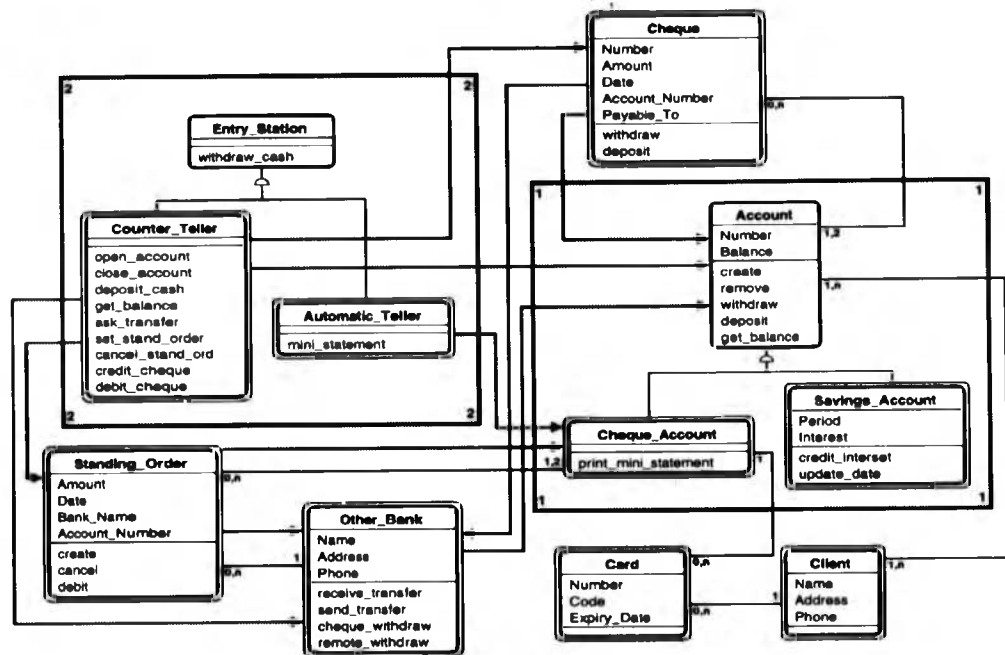 1
Cheque
Number
Amount
Date
Account_Number
Payable_To
withdraw
deposit
0,n
2
2
Entry_Station
withdraw_cash
Counter_Teller
open_account
close_account
deposit_cash
get_balance
ask_transfer
set_stand_order
cancel_stand_ord
credit_cheque
debit_cheque
Automatic_Teller
mini_statement
2
2
1
1
Account
Number
Balance
create
remove
withdraw
deposit
get_balance
1,2
1,n
Cheque_Account
print_mini_statement
1,2
1
Savings_Account
Period
Interest
credit_interset
update_date
1
1
Standing_Order
Amount
Date
Bank_Name
Account_Number
create
cancel
debit
0,n
0,n
1
Other_Bank
Name
Address
Phone
receive_transfer
send_transfer
cheque_withdraw
remote_withdraw
Card
Number
Code
Expiry_Date
0,n
0,n
1
Client
Name
Address
Phone
1,n